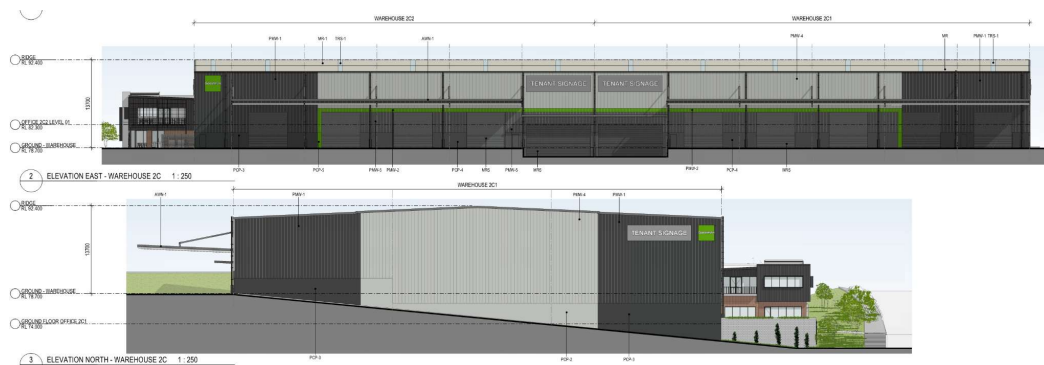 WAREHOUSE 2C2
WAREHOUSE 2C1
PMW-1
MR-1
TRS-1
AWN-1
PMW-4
MR
PMW-1
TRS-1
RIDGE
RL 92.400
13700
OFFICE 2C2 LEVEL 01
RL 82.300
GROUND - WAREHOUSE
RL 78.700
TENANT SIGNAGE
TENANT SIGNAGE
PCP-3
PCP-3
PMW-3
PMW-2
PCP-4
MRS
PMW-5
MRS
PMW-2
PCP-4
MRS
2 ELEVATION EAST - WAREHOUSE 2C 1 : 250
WAREHOUSE 2C1
AWN-1
PMW-1
PMW-4
PMW-1
RIDGE
RL 92.400
13700
TENANT SIGNAGE
GROUND - WAREHOUSE
RL 78.700
GROUND FLOOR OFFICE 2C1
RL 74.000
PCP-3
PCP-2
PCP-3
3 ELEVATION NORTH - WAREHOUSE 2C 1 : 250